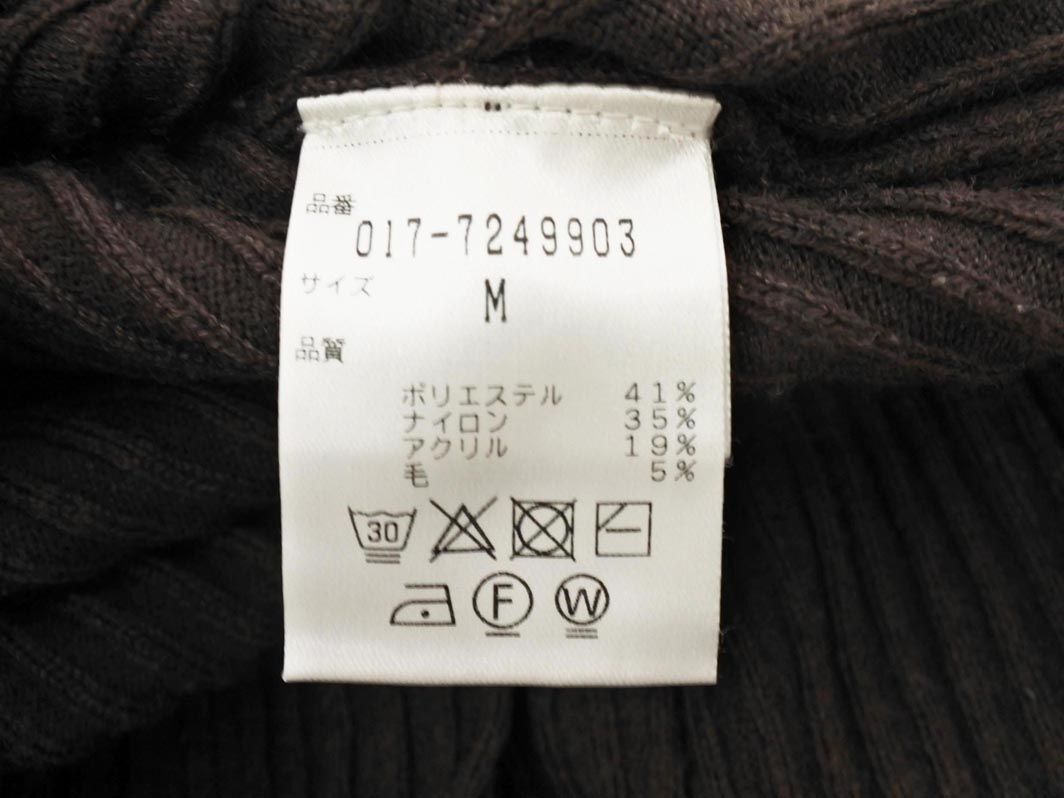 品番
017-7249903
サイズ
M
品質
ポリエステル 41%
ナイロン 35%
アクリル 19%
毛 5%
30
F W